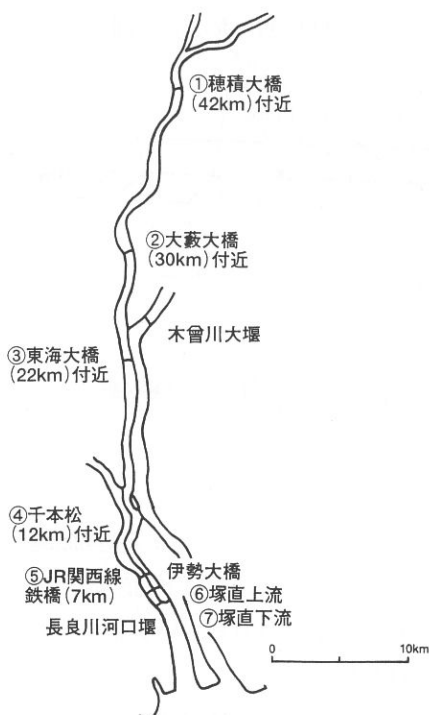 ①穂積大橋
(42km)付近
②大藪大橋
(30km)付近
木曾川大堰
③東海大橋
(22km)付近
④千本松
(12km)付近
⑤JR関西線
鉄橋(7km)
伊勢大橋
⑥塚直上流
⑦塚直下流
長良川河口堰
0 10km